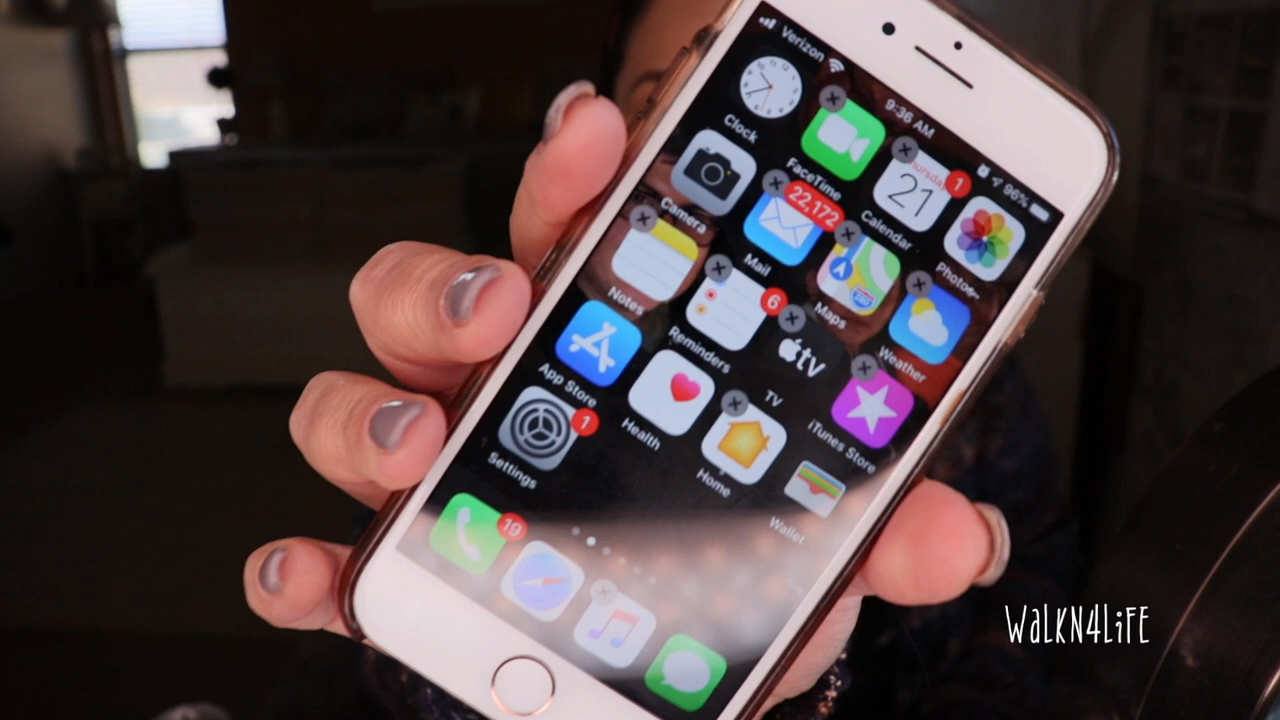 Verizon 9:36 AM 96%
Clock FaceTime Thursday 21 1 Calendar Photos
Camera 22,172 Mail Maps Weather
Notes 6 Reminders tv TV iTunes Store
App Store Health Home Wallet
1 Settings
19
WALKN4LiFE